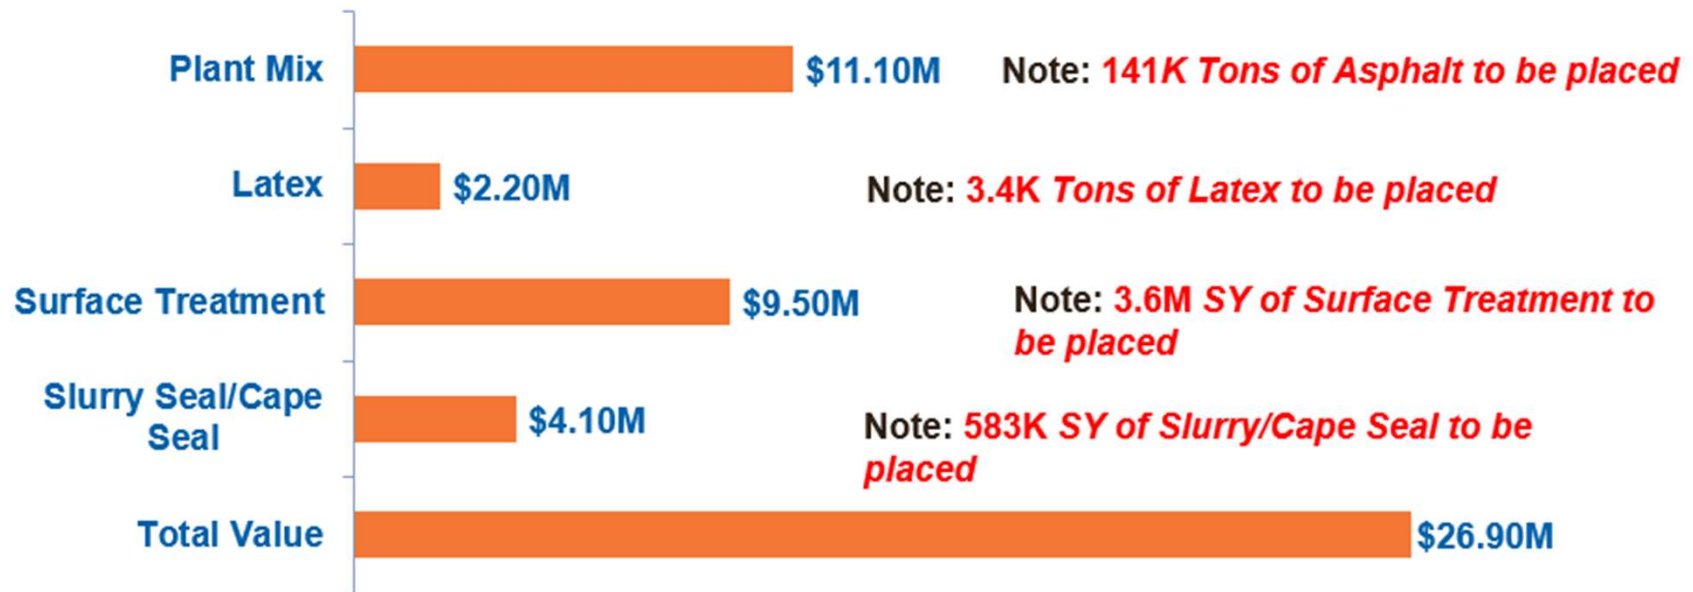 Plant Mix
$11.10M
Note: 141K Tons of Asphalt to be placed
Latex
$2.20M
Note: 3.4K Tons of Latex to be placed
Surface Treatment
$9.50M
Note: 3.6M SY of Surface Treatment to
be placed
Slurry Seal/Cape
Seal
$4.10M
Note: 583K SY of Slurry/Cape Seal to be
placed
Total Value
$26.90M